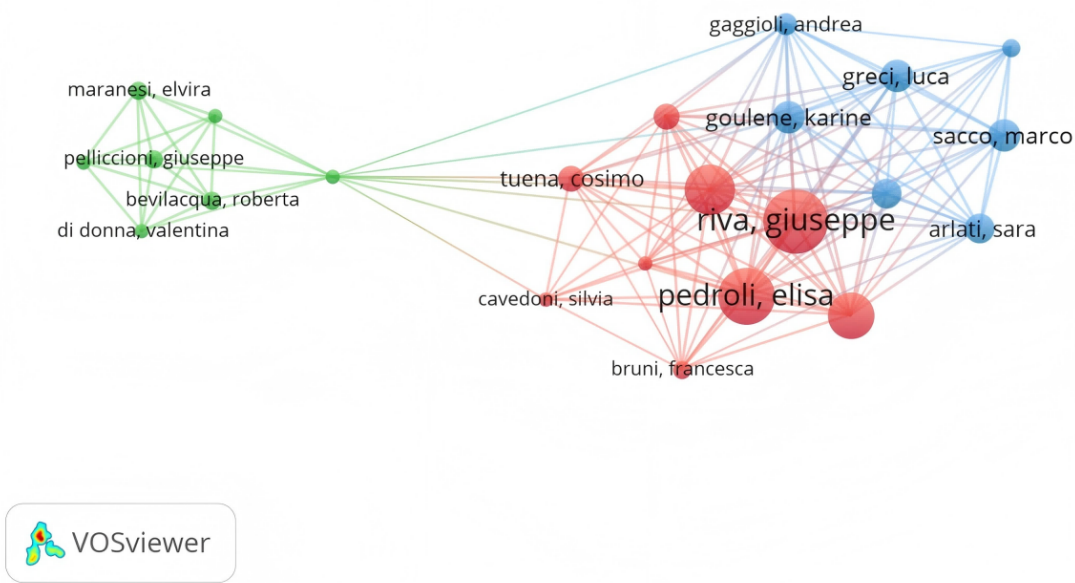 gaggioli, andrea
greci, luca
maranesi, elvira
goulene, karine
sacco, marco
pelliccioni, giuseppe
tuena, cosimo
bevilacqua, roberta
riva, giuseppe
di donna, valentina
arlati, sara
cavedoni, silvia
pedroli, elisa
bruni, francesca
VOSviewer